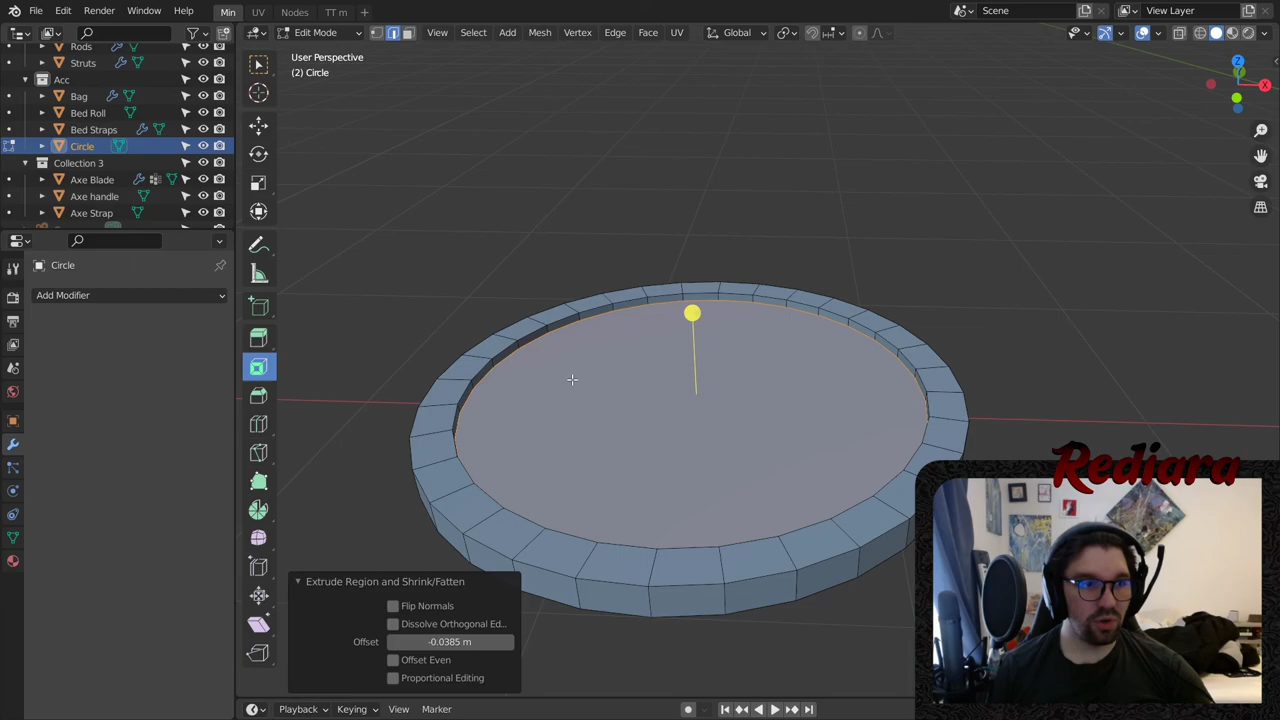 File Edit Render Window Help Min UV Nodes TT m + Scene View Layer
Edit Mode View Select Add Mesh Vertex Edge Face UV Global
Rods
Struts
Acc
Bag
Bed Roll
Bed Straps
Circle
Collection 3
Axe Blade
Axe handle
Axe Strap
User Perspective
(2) Circle
Z
Y
X
Circle
Add Modifier
Extrude Region and Shrink/Fatten
Flip Normals
Dissolve Orthogonal Ed..
Offset -0.0385 m
Offset Even
Proportional Editing
Rediara
Playback Keying View Marker